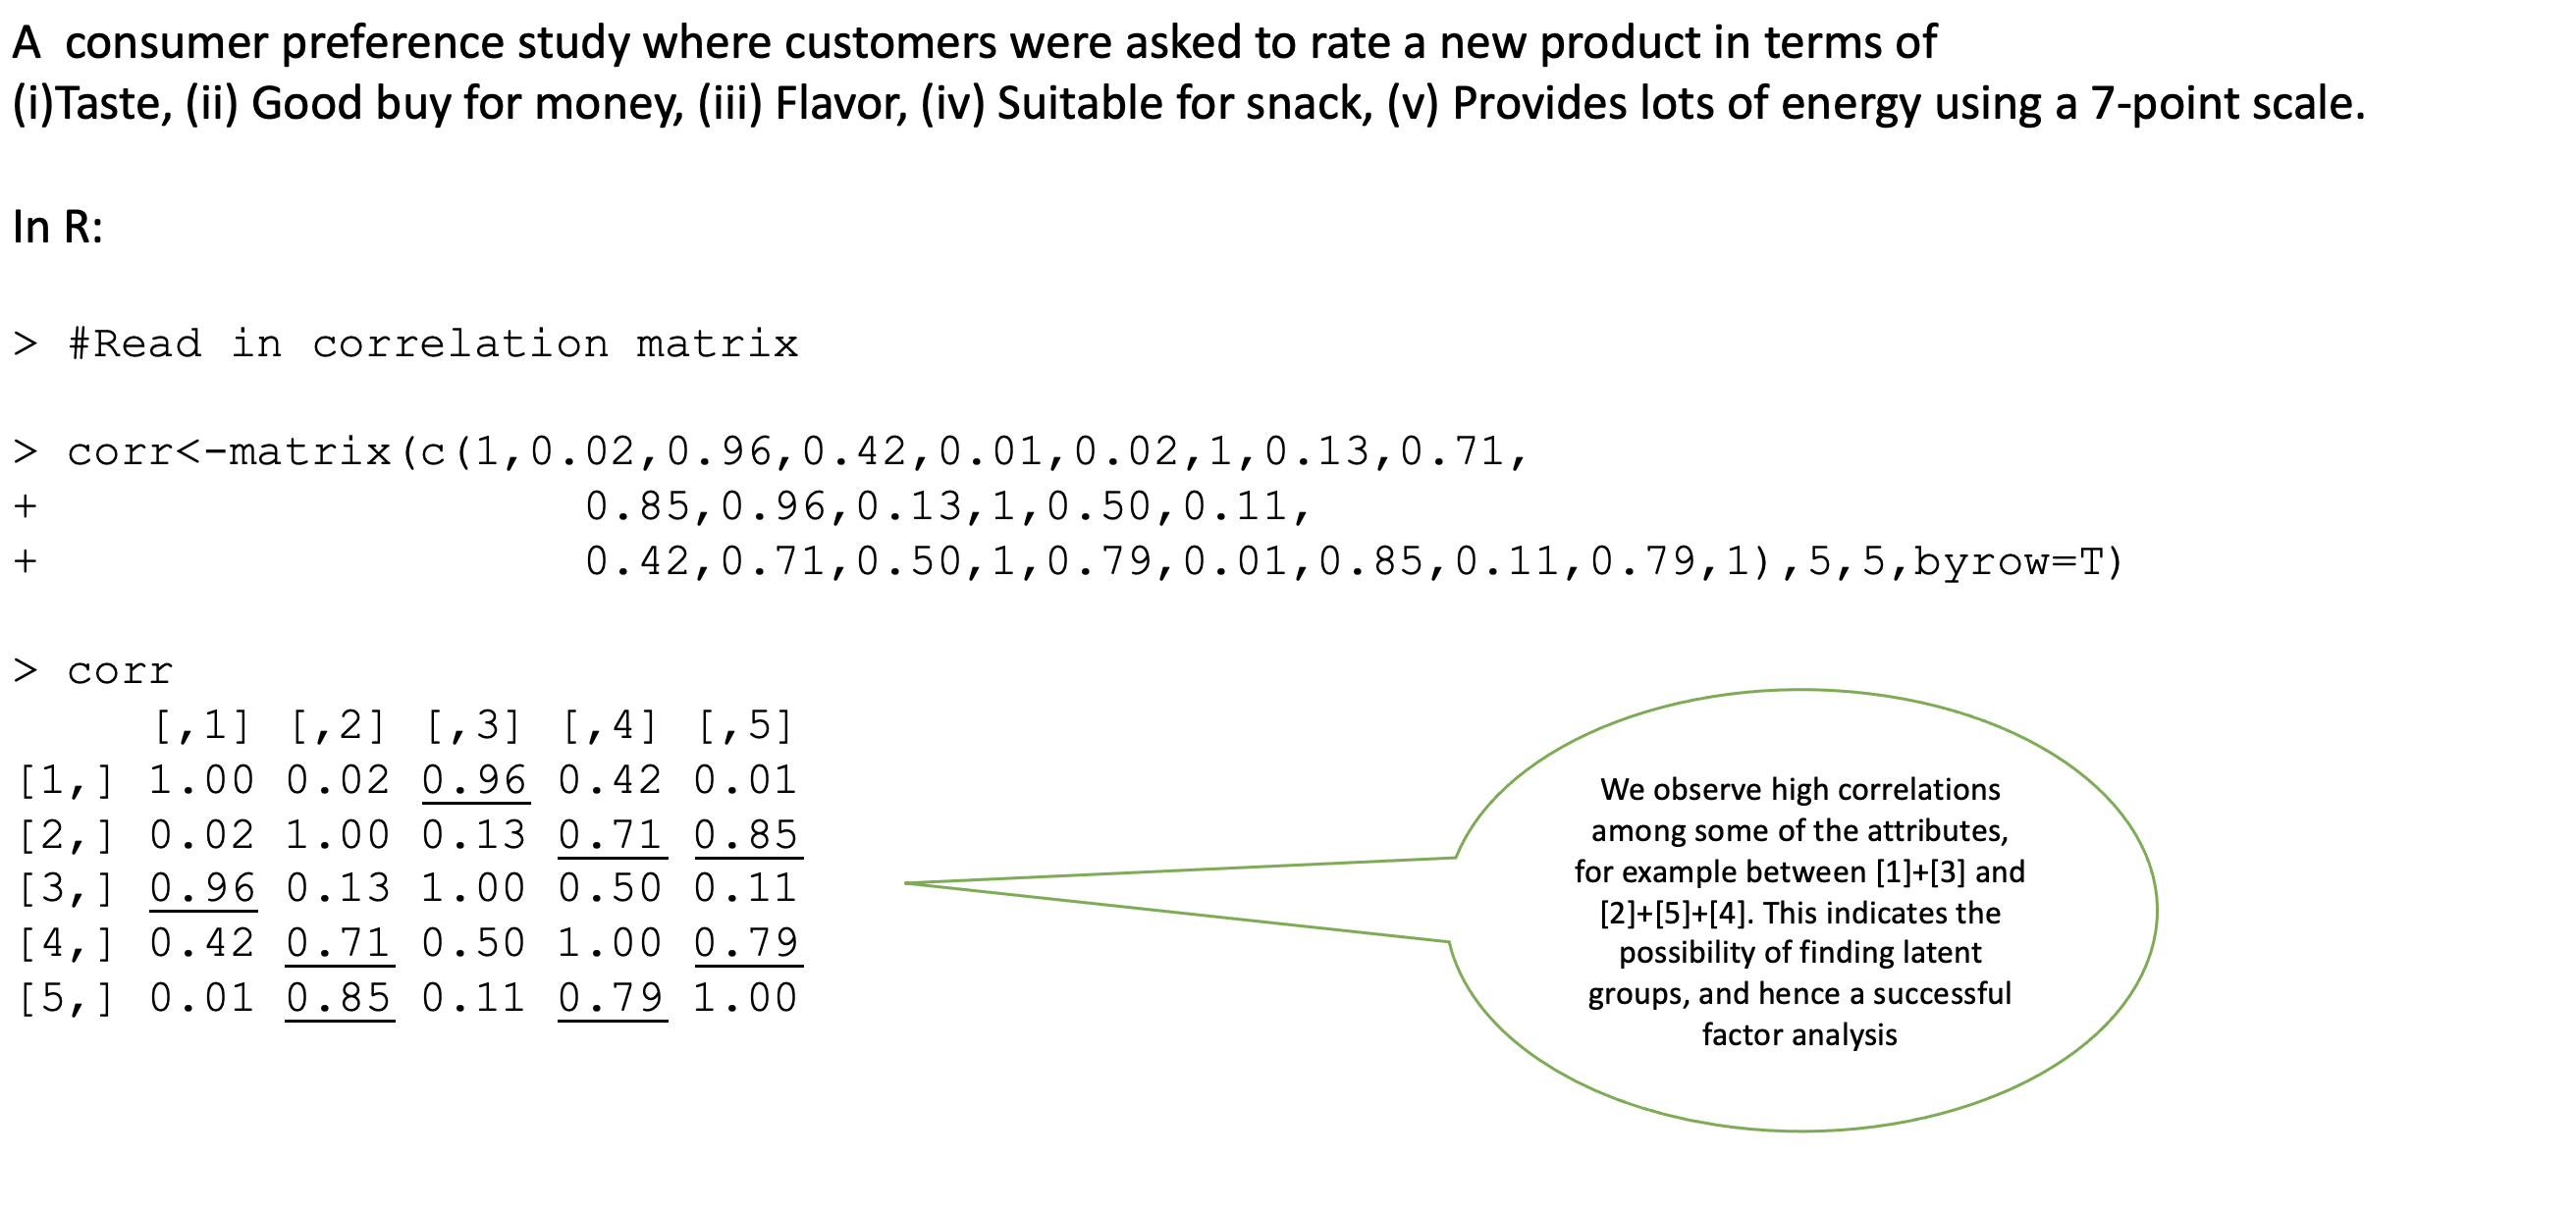 A consumer preference study where customers were asked to rate a new product in terms of
(i)Taste, (ii) Good buy for money, (iii) Flavor, (iv) Suitable for snack, (v) Provides lots of energy using a 7-point scale.
In R:
> #Read in correlation matrix
> corr<-matrix(c(1,0.02,0.96,0.42,0.01,0.02,1,0.13,0.71,
+ 0.85,0.96,0.13,1,0.50,0.11,
+ 0.42,0.71,0.50,1,0.79,0.01,0.85,0.11,0.79,1),5,5,byrow=T)
> corr
[,1] [,2] [,3] [,4] [,5]
[1,] 1.00 0.02 0.96 0.42 0.01
[2,] 0.02 1.00 0.13 0.71 0.85
[3,] 0.96 0.13 1.00 0.50 0.11
[4,] 0.42 0.71 0.50 1.00 0.79
[5,] 0.01 0.85 0.11 0.79 1.00
We observe high correlations
among some of the attributes,
for example between [1]+[3] and
[2]+[5]+[4]. This indicates the
possibility of finding latent
groups, and hence a successful
factor analysis